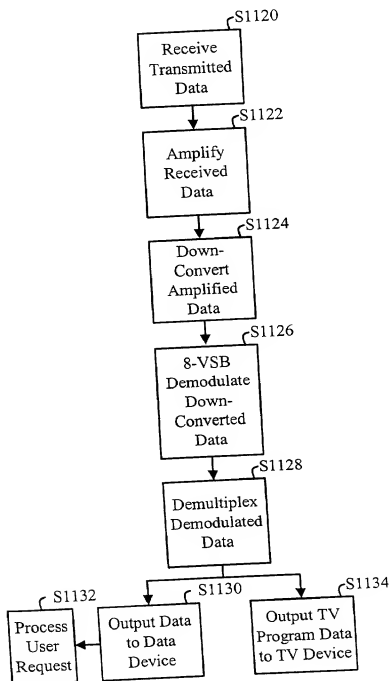 S1120
Receive
Transmitted
Data
S1122
Amplify
Received
Data
S1124
Down-
Convert
Amplified
Data
S1126
8-VSB
Demodulate
Down-
Converted
Data
S1128
Demultiplex
Demodulated
Data
S1132
Process
User
Request
S1130
Output Data
to Data
Device
S1134
Output TV
Program Data
to TV Device